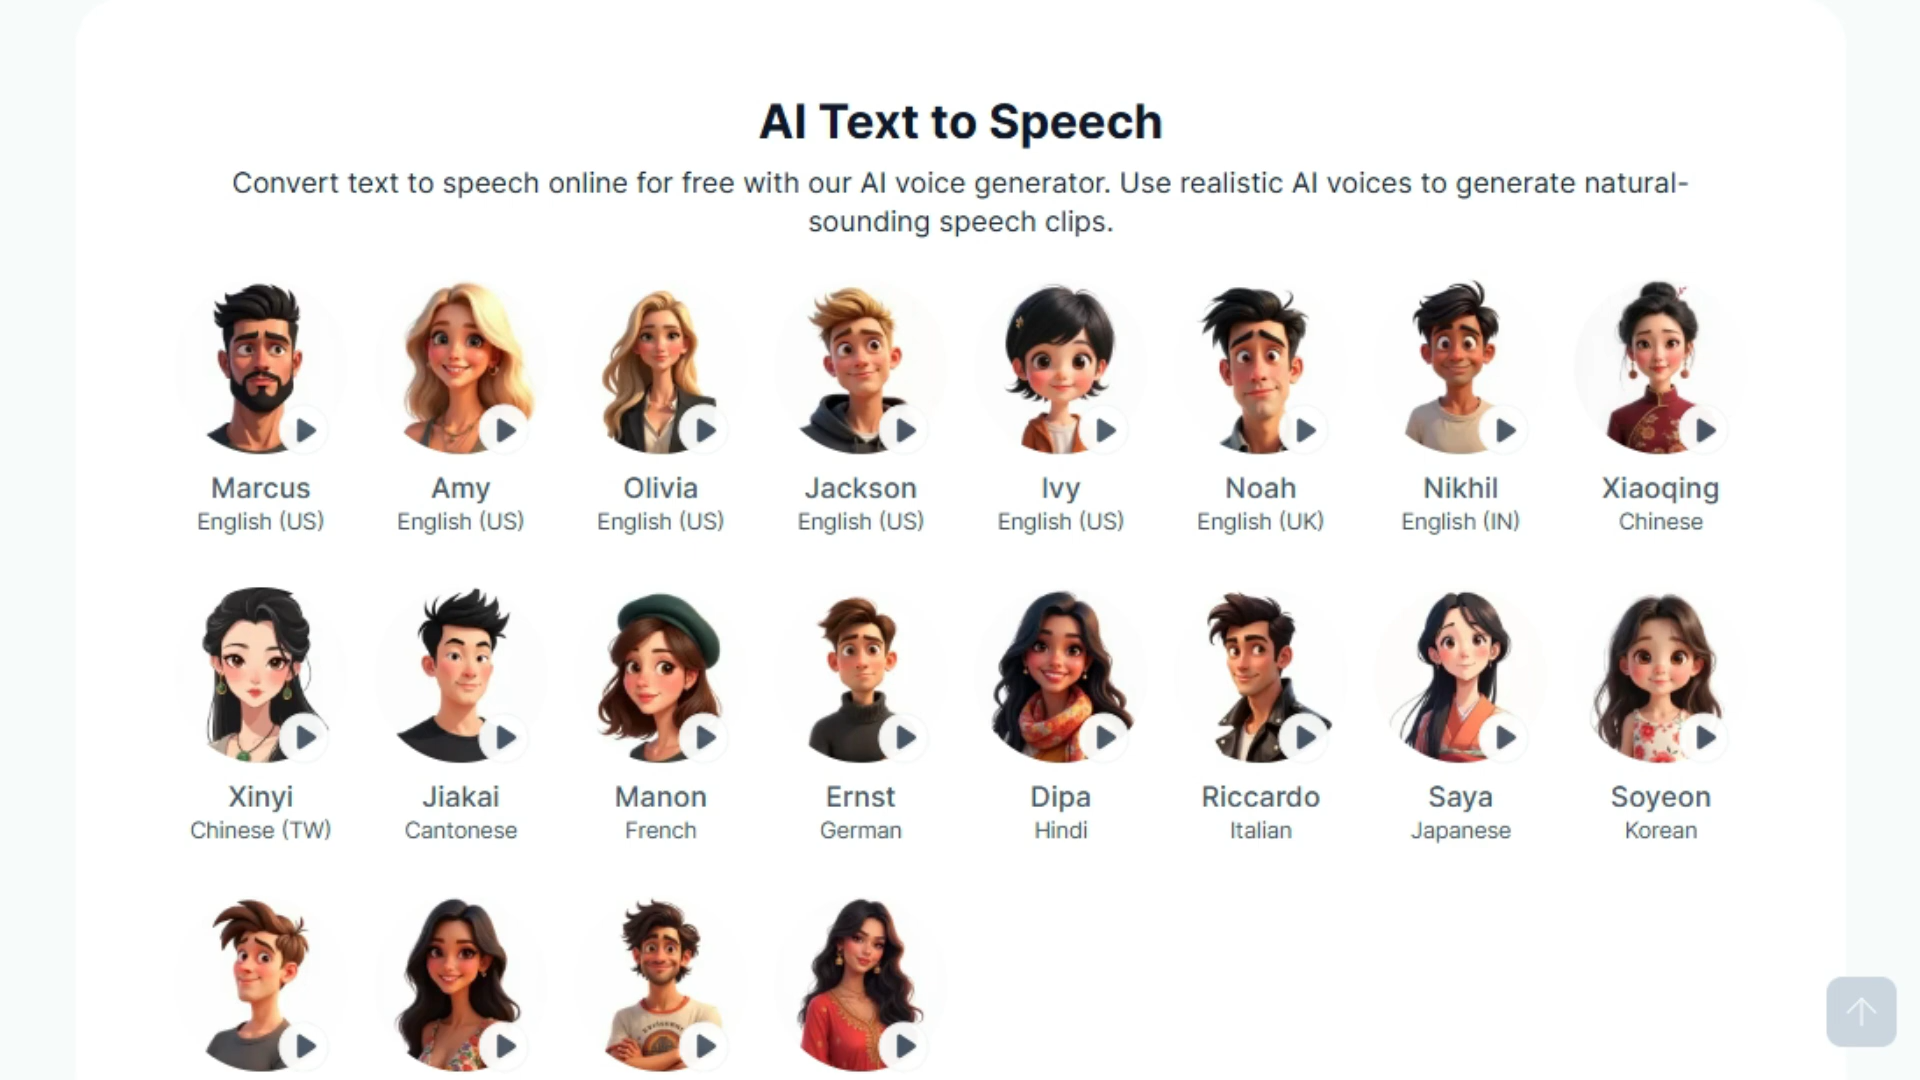 AI Text to Speech
Convert text to speech online for free with our AI voice generator. Use realistic AI voices to generate natural-
sounding speech clips.
Marcus
English (US)
Amy
English (US)
Olivia
English (US)
Jackson
English (US)
Ivy
English (US)
Noah
English (UK)
Nikhil
English (IN)
Xiaoqing
Chinese
Xinyi
Chinese (TW)
Jiakai
Cantonese
Manon
French
Ernst
German
Dipa
Hindi
Riccardo
Italian
Saya
Japanese
Soyeon
Korean